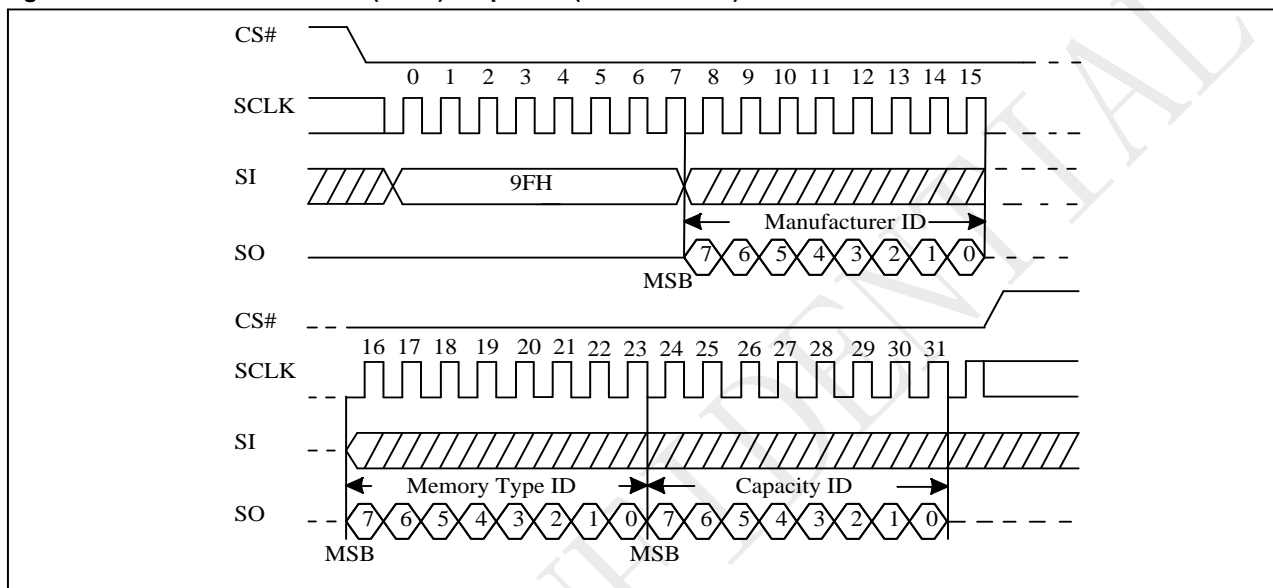 CS#
0 1 2 3 4 5 6 7 8 9 10 11 12 13 14 15
SCLK
SI
9FH
Manufacturer ID
SO
7 6 5 4 3 2 1 0
MSB
CS#
16 17 18 19 20 21 22 23 24 25 26 27 28 29 30 31
SCLK
SI
Memory Type ID Capacity ID
SO
7 6 5 4 3 2 1 0 7 6 5 4 3 2 1 0
MSB MSB